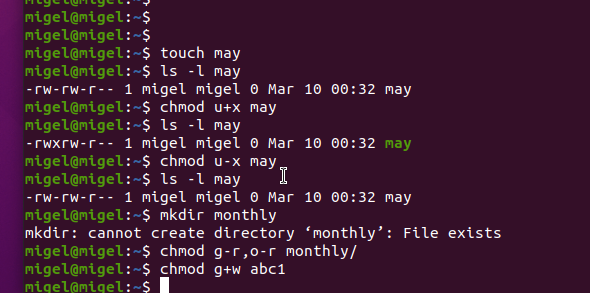 migel@migel:~$
migel@migel:~$
migel@migel:~$
migel@migel:~$ touch may
migel@migel:~$ ls -l may
-rw-rw-r-- 1 migel migel 0 Mar 10 00:32 may
migel@migel:~$ chmod u+x may
migel@migel:~$ ls -l may
-rwxrw-r-- 1 migel migel 0 Mar 10 00:32 may
migel@migel:~$ chmod u-x may
migel@migel:~$ ls -l may
-rw-rw-r-- 1 migel migel 0 Mar 10 00:32 may
migel@migel:~$ mkdir monthly
mkdir: cannot create directory ‘monthly’: File exists
migel@migel:~$ chmod g-r,o-r monthly/
migel@migel:~$ chmod g+w abc1
migel@migel:~$